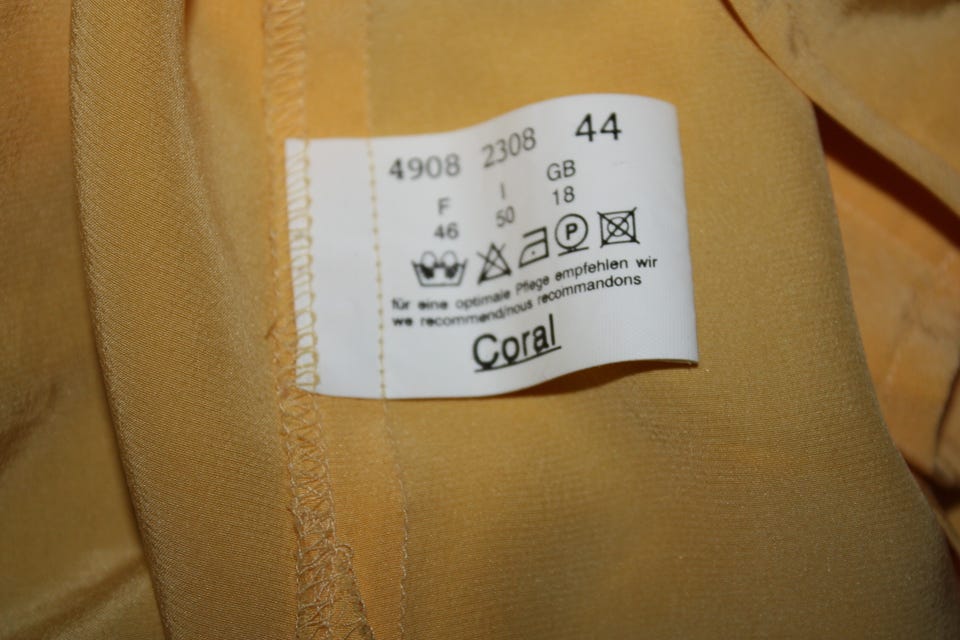 4908 2308 44
F I GB
46 50 18
P
für eine optimale Pflege empfehlen wir
we recommend/nous recommandons
Coral